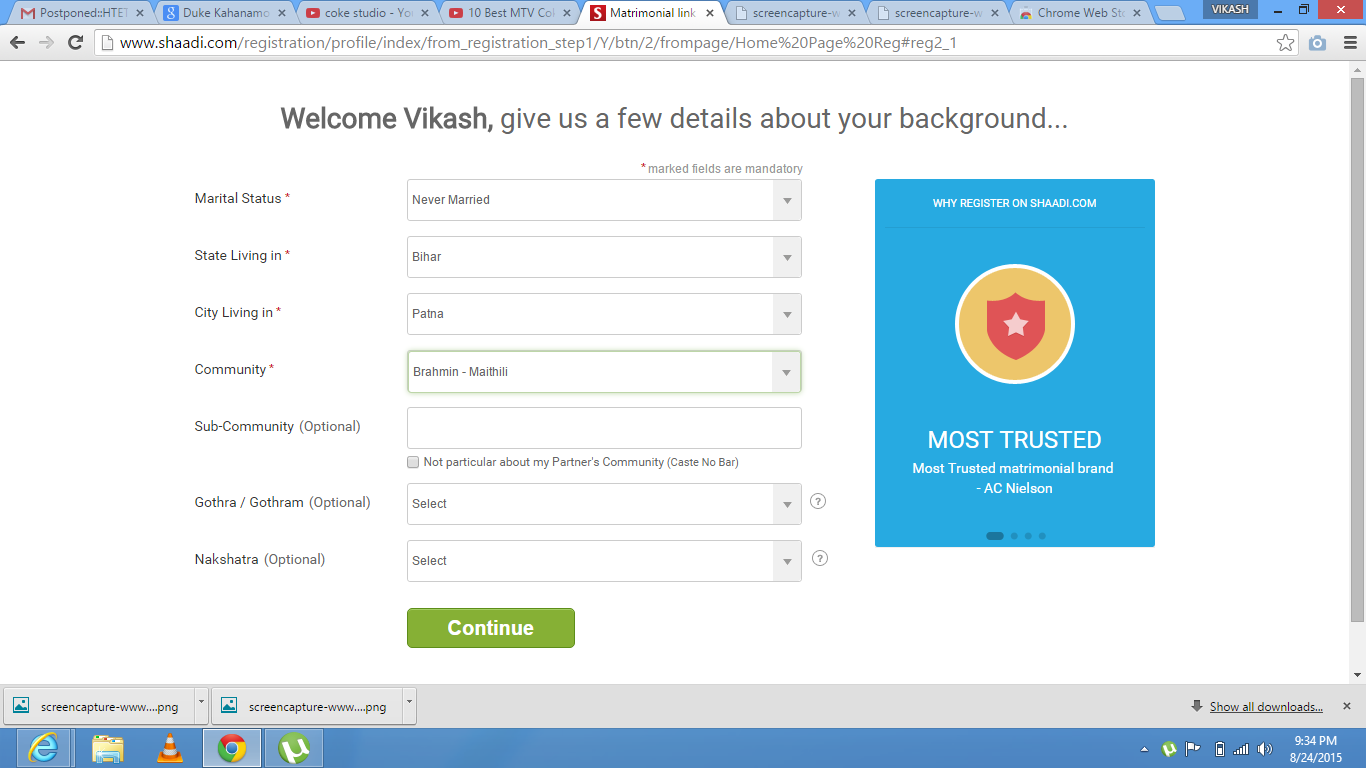 Postponed::HTET
Duke Kahanamo
coke studio - You
10 Best MTV Co
Matrimonial link
screencapture-w
screencapture-w
Chrome Web Sto
VIKASH
www.shaadi.com/registration/profile/index/from_registration_step1/Y/btn/2/frompage/Home%20Page%20Reg#reg2_1
Welcome Vikash, give us a few details about your background...
* marked fields are mandatory
Marital Status *
Never Married
State Living in *
Bihar
City Living in *
Patna
Community *
Brahmin - Maithili
Sub-Community (Optional)
Not particular about my Partner's Community (Caste No Bar)
Gothra / Gothram (Optional)
Select
?
Nakshatra (Optional)
Select
?
Continue
WHY REGISTER ON SHAADI.COM
MOST TRUSTED
Most Trusted matrimonial brand
- AC Nielson
screencapture-www....png
screencapture-www....png
Show all downloads...
9:34 PM
8/24/2015